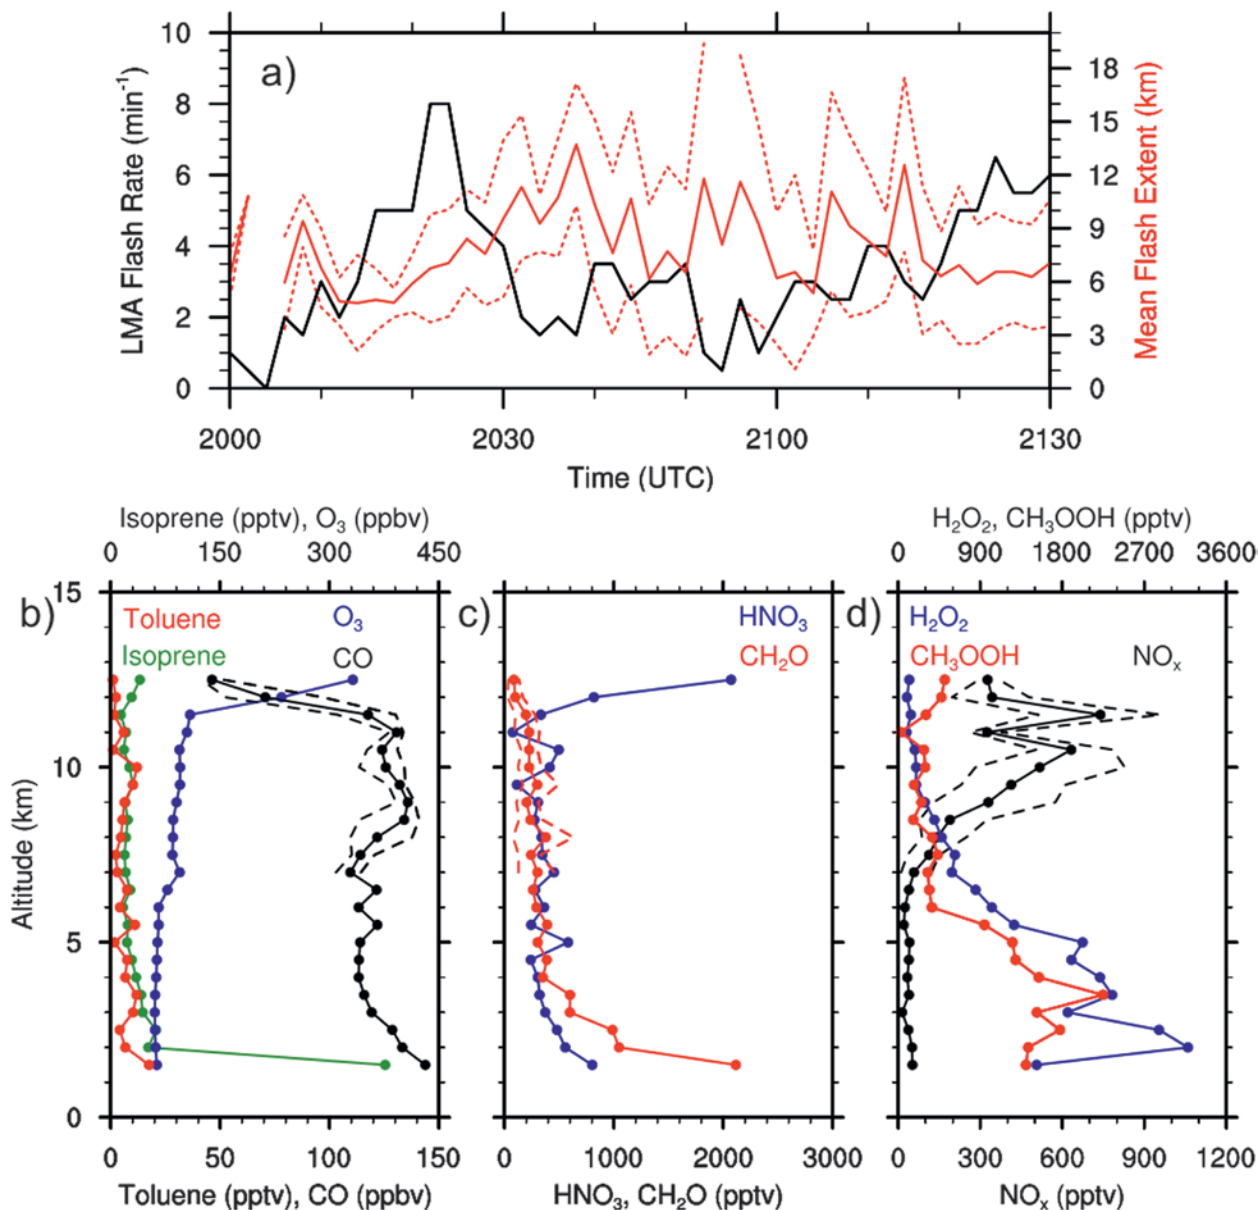 a)
10
8
6
4
2
0
LMA Flash Rate (min⁻¹)
18
15
12
9
6
3
0
Mean Flash Extent (km)
2000 2030 2100 2130
Time (UTC)
Isoprene (pptv), O₃ (ppbv)
0 150 300 450
H₂O₂, CH₃OOH (pptv)
0 900 1800 2700 3600
b)
Toluene O₃
Isoprene CO
c)
HNO₃
CH₂O
d)
H₂O₂
CH₃OOH NOₓ
15
10
5
0
Altitude (km)
0 50 100 150
Toluene (pptv), CO (ppbv)
0 1000 2000 3000
HNO₃, CH₂O (pptv)
0 300 600 900 1200
NOₓ (pptv)